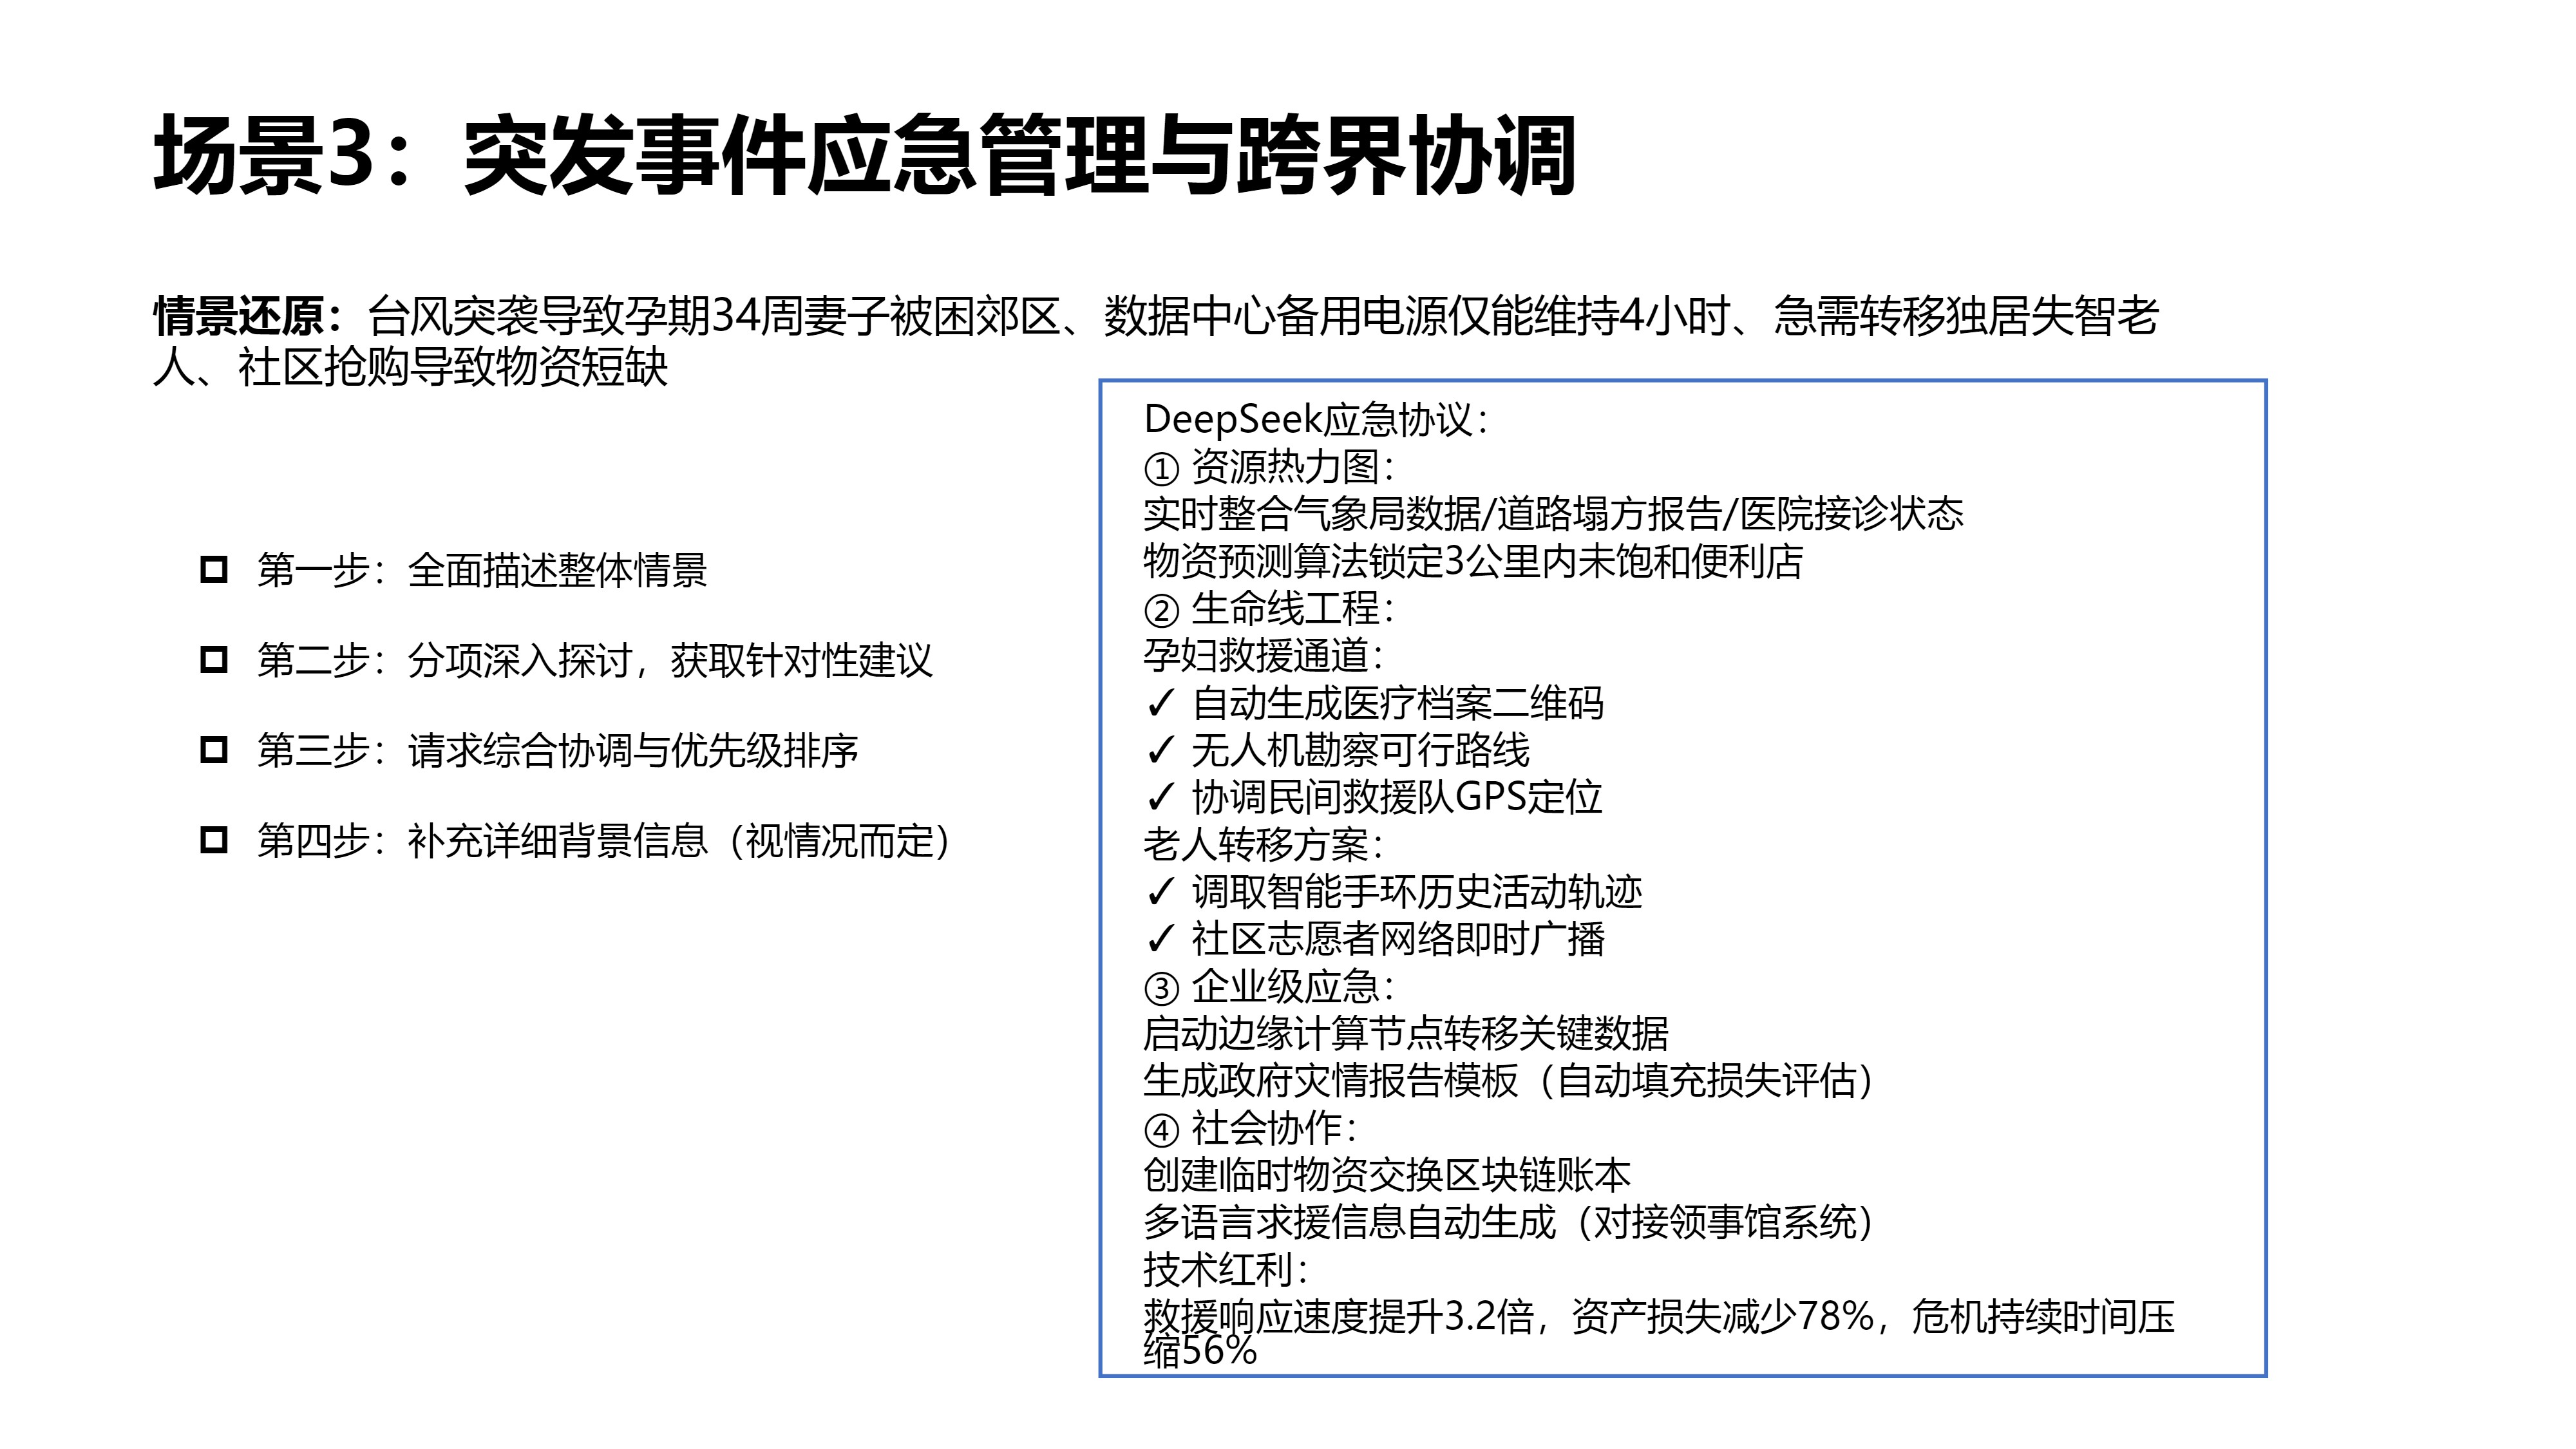 场景3：突发事件应急管理与跨界协调
情景还原：台风突袭导致孕期34周妻子被困郊区、数据中心备用电源仅能维持4小时、急需转移独居失智老
人、社区抢购导致物资短缺
第一步：全面描述整体情景
第二步：分项深入探讨，获取针对性建议
第三步：请求综合协调与优先级排序
第四步：补充详细背景信息（视情况而定）
DeepSeek应急协议：
① 资源热力图：
实时整合气象局数据/道路塌方报告/医院接诊状态
物资预测算法锁定3公里内未饱和便利店
② 生命线工程：
孕妇救援通道：
✓ 自动生成医疗档案二维码
✓ 无人机勘察可行路线
✓ 协调民间救援队GPS定位
老人转移方案：
✓ 调取智能手环历史活动轨迹
✓ 社区志愿者网络即时广播
③ 企业级应急：
启动边缘计算节点转移关键数据
生成政府灾情报告模板（自动填充损失评估）
④ 社会协作：
创建临时物资交换区块链账本
多语言求援信息自动生成（对接领事馆系统）
技术红利：
救援响应速度提升3.2倍，资产损失减少78%，危机持续时间压
缩56%